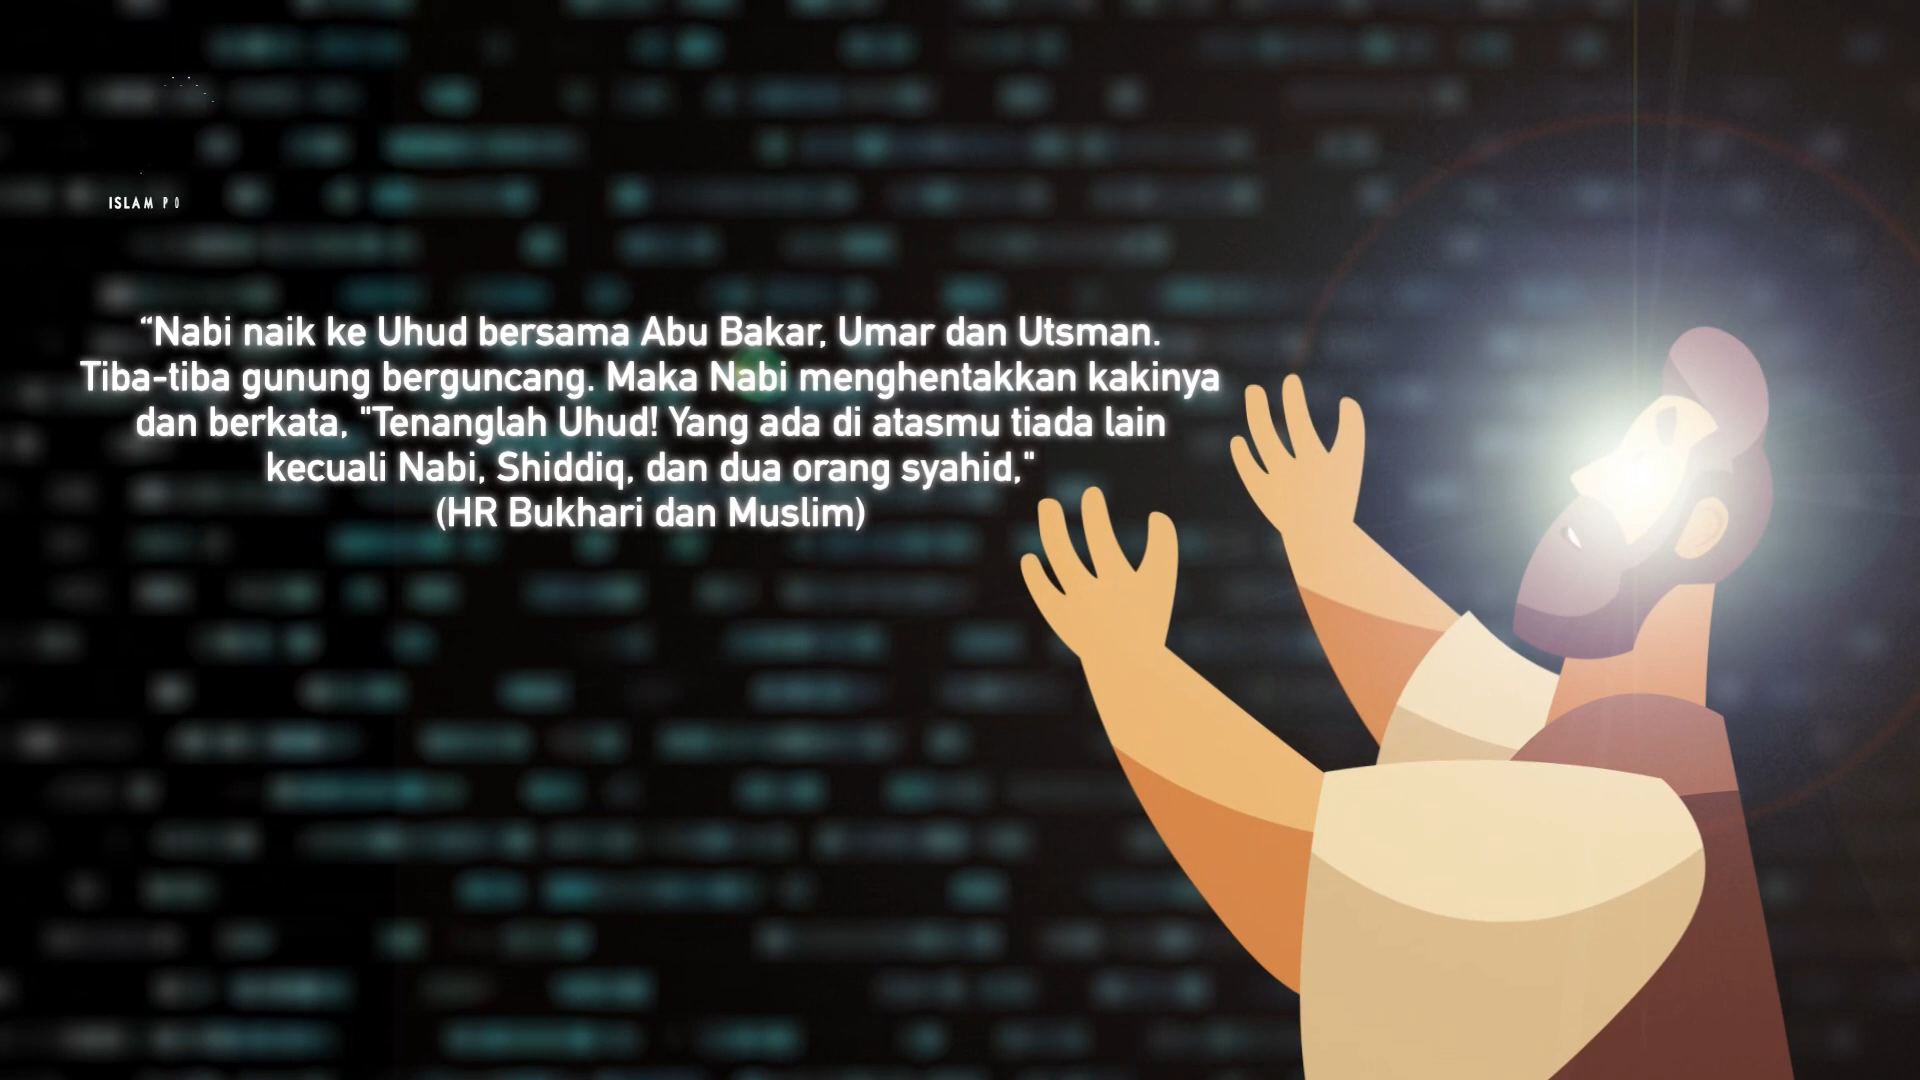 ISLAM PO
“Nabi naik ke Uhud bersama Abu Bakar, Umar dan Utsman.
Tiba-tiba gunung berguncang. Maka Nabi menghentakkan kakinya
dan berkata, "Tenanglah Uhud! Yang ada di atasmu tiada lain
kecuali Nabi, Shiddiq, dan dua orang syahid,"
(HR Bukhari dan Muslim)